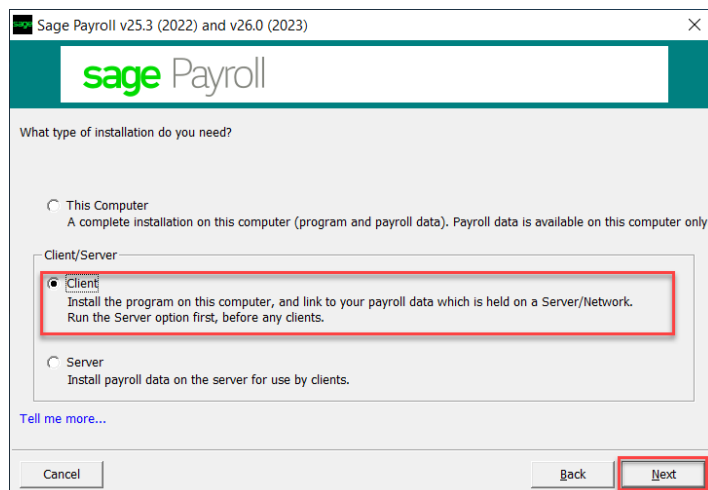 sage Sage Payroll v25.3 (2022) and v26.0 (2023)
sage Payroll
What type of installation do you need?
This Computer
A complete installation on this computer (program and payroll data). Payroll data is available on this computer only
Client/Server
Client
Install the program on this computer, and link to your payroll data which is held on a Server/Network.
Run the Server option first, before any clients.
Server
Install payroll data on the server for use by clients.
Tell me more...
Cancel Back Next